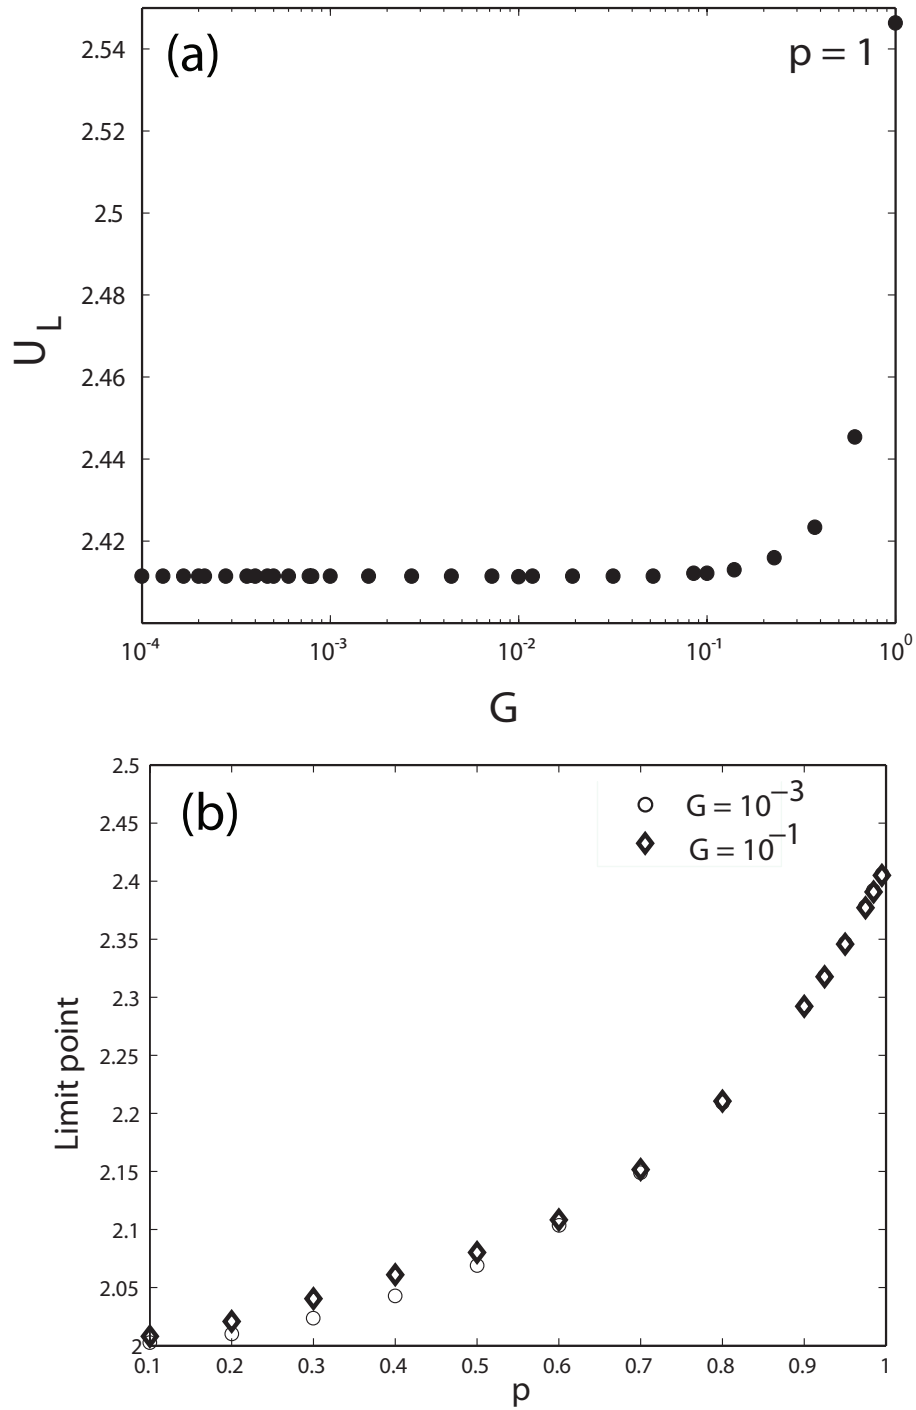 (a)
p = 1
2.54
2.52
2.5
2.48
2.46
2.44
2.42
U_L
10⁻⁴ 10⁻³ 10⁻² 10⁻¹ 10⁰
G
(b)
G = 10⁻³
G = 10⁻¹
2.5
2.45
2.4
2.35
2.3
2.25
2.2
2.15
2.1
2.05
2
Limit point
0.1 0.2 0.3 0.4 0.5 0.6 0.7 0.8 0.9 1
p